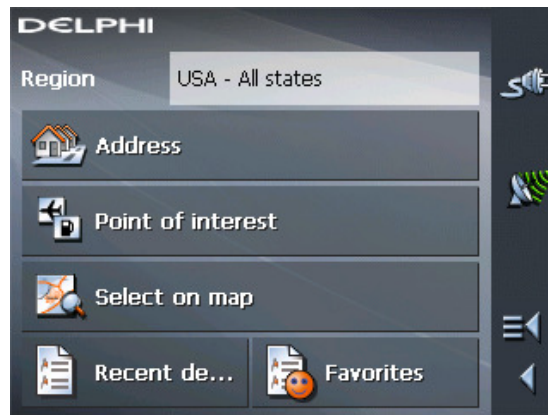 DELPHI
Region USA - All states
Address
Point of interest
Select on map
Recent de... Favorites